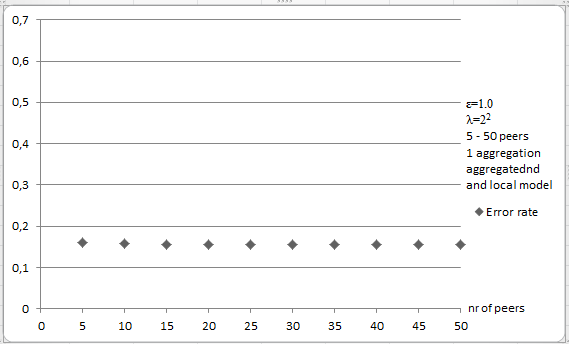 0,7
0,6
0,5
0,4
0,3
0,2
0,1
0
0 5 10 15 20 25 30 35 40 45 50
nr of peers
ε=1.0
λ=2²
5 - 50 peers
1 aggregation
aggregatednd
and local model
Error rate